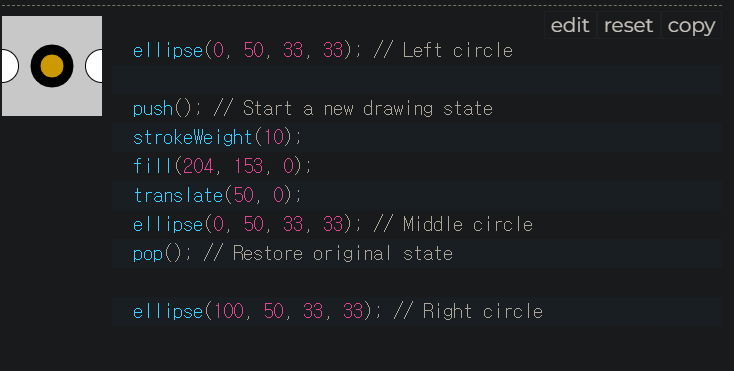 edit reset copy
ellipse(0, 50, 33, 33); // Left circle
push(); // Start a new drawing state
strokeWeight(10);
fill(204, 153, 0);
translate(50, 0);
ellipse(0, 50, 33, 33); // Middle circle
pop(); // Restore original state
ellipse(100, 50, 33, 33); // Right circle